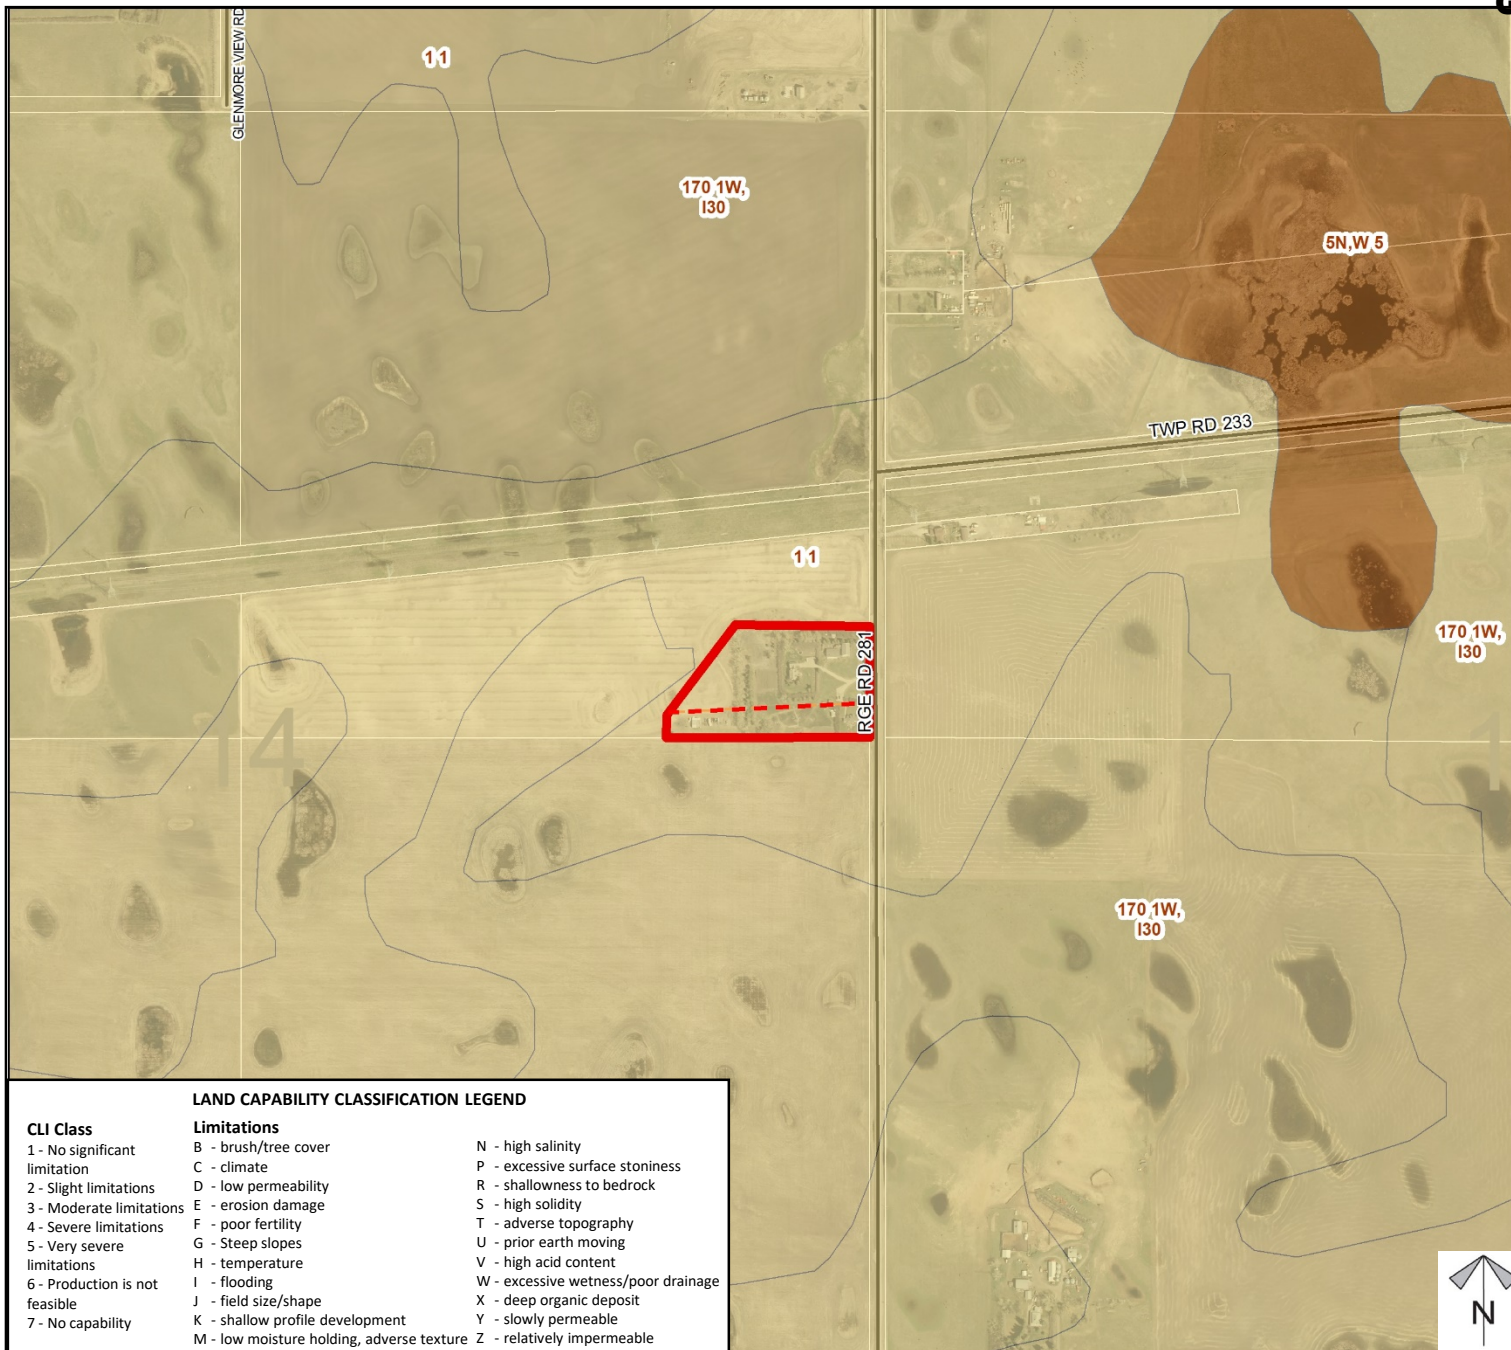 GLENMORE VIEW RD
1 1
170 1W,
I30
5N,W 5
TWP RD 233
1 1
RGE RD 281
170 1W,
I30
14
170 1W,
I30
LAND CAPABILITY CLASSIFICATION LEGEND
CLI Class
1 - No significant
limitation
2 - Slight limitations
3 - Moderate limitations
4 - Severe limitations
5 - Very severe
limitations
6 - Production is not
feasible
7 - No capability
Limitations
B - brush/tree cover
C - climate
D - low permeability
E - erosion damage
F - poor fertility
G - Steep slopes
H - temperature
I - flooding
J - field size/shape
K - shallow profile development
M - low moisture holding, adverse texture
N - high salinity
P - excessive surface stoniness
R - shallowness to bedrock
S - high solidity
T - adverse topography
U - prior earth moving
V - high acid content
W - excessive wetness/poor drainage
X - deep organic deposit
Y - slowly permeable
Z - relatively impermeable
N